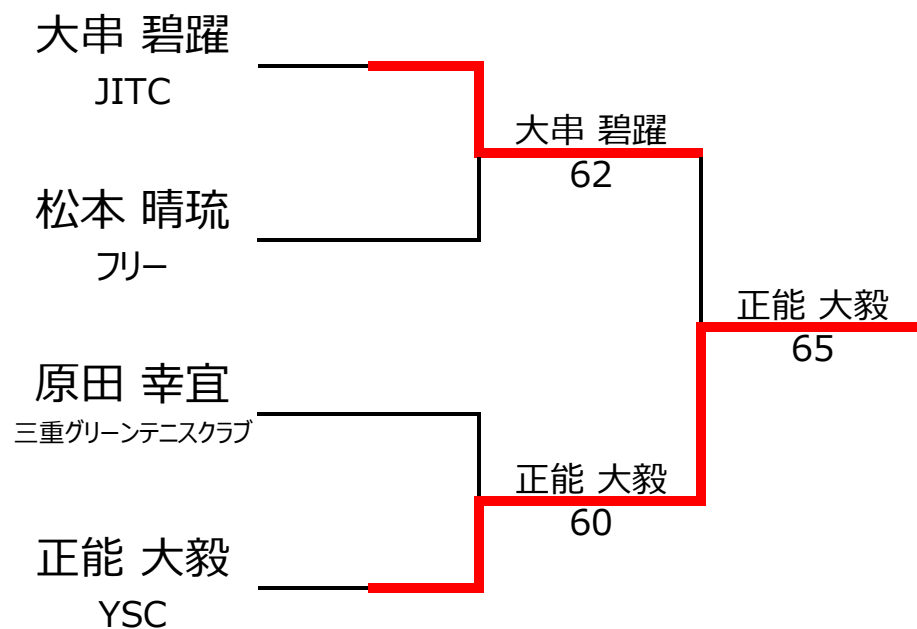 大串 碧躍
JITC
松本 晴琉
フリー
原田 幸宜
三重グリーンテニスクラブ
正能 大毅
YSC
大串 碧躍
62
正能 大毅
60
正能 大毅
65